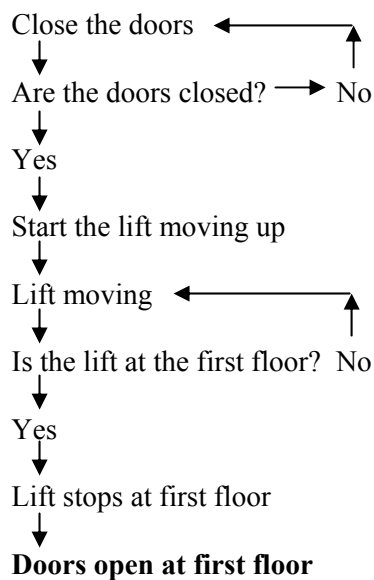 Close the doors
Are the doors closed? No
Yes
Start the lift moving up
Lift moving
Is the lift at the first floor? No
Yes
Lift stops at first floor
Doors open at first floor